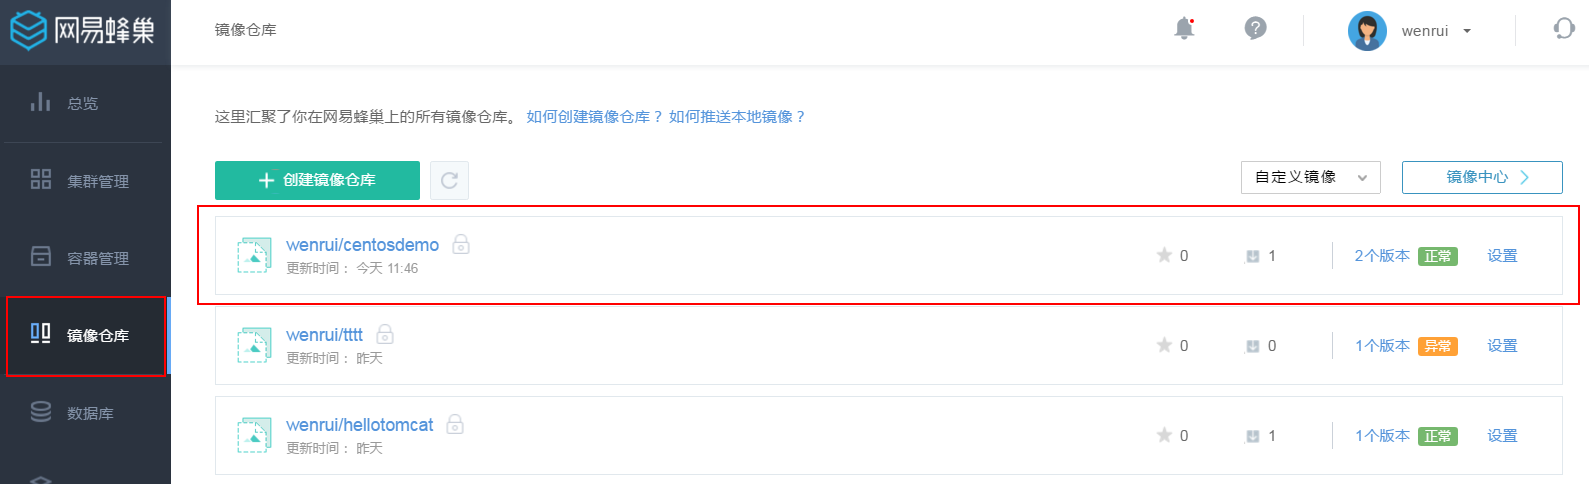 网易蜂巢
镜像仓库
wenrui
总览
集群管理
容器管理
镜像仓库
数据库
这里汇聚了你在网易蜂巢上的所有镜像仓库。 如何创建镜像仓库？ 如何推送本地镜像？
创建镜像仓库
自定义镜像
镜像中心
wenrui/centosdemo
更新时间： 今天 11:46
0 1 2个版本 正常 设置
wenrui/tttt
更新时间： 昨天
0 0 1个版本 异常 设置
wenrui/hellotomcat
更新时间： 昨天
0 1 1个版本 正常 设置